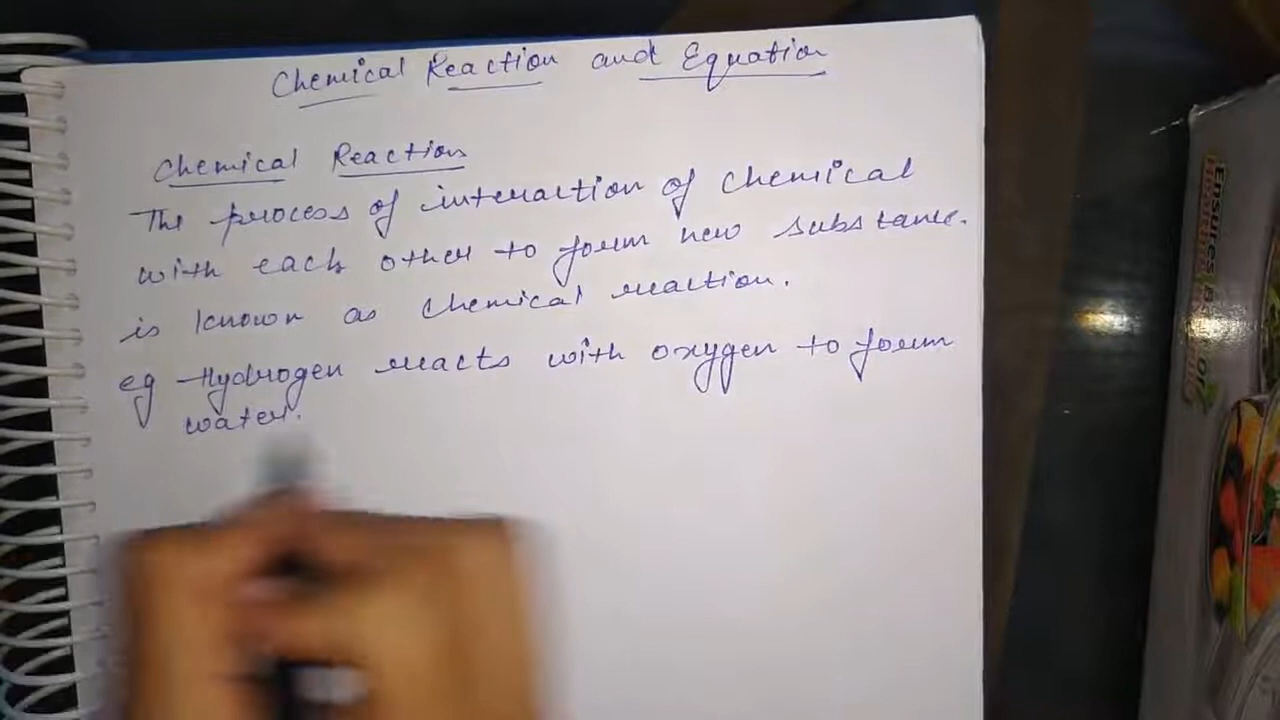 Chemical Reaction and Equation
Chemical Reaction
The process of interaction of chemical
with each other to form new substance.
is known as chemical reaction.
eg Hydrogen reacts with oxygen to form
water.
Ensures B